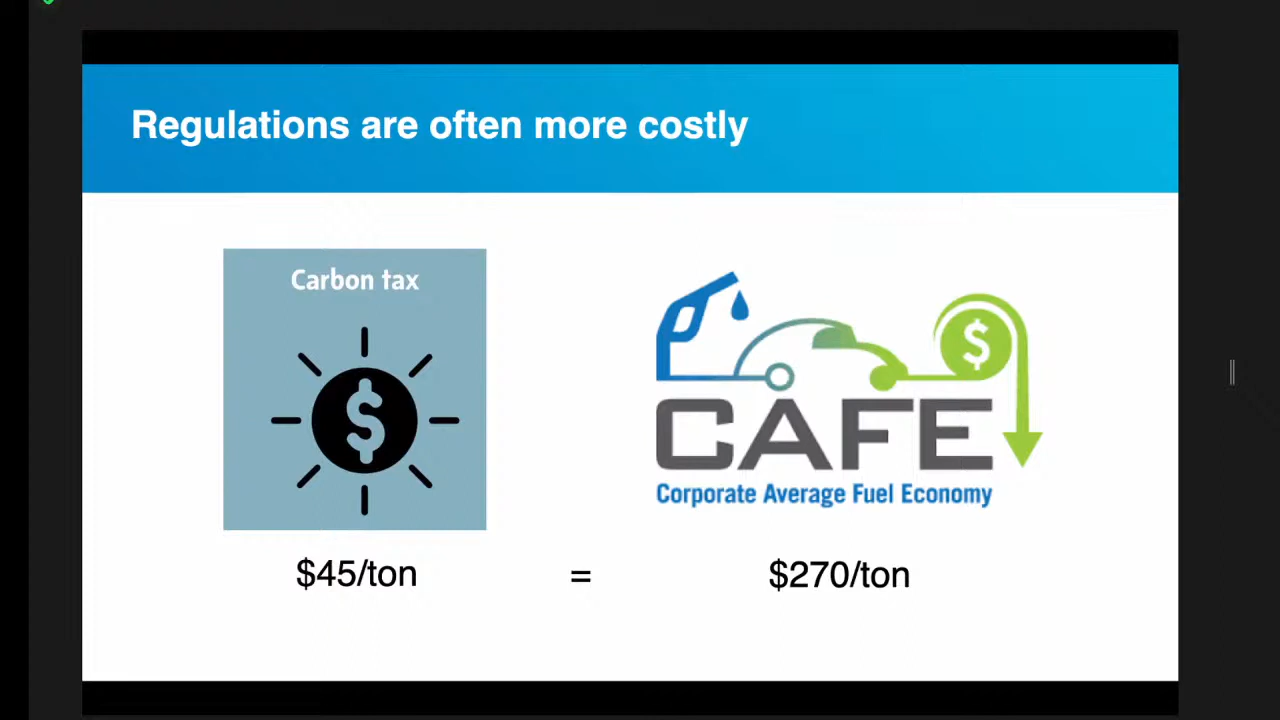 Regulations are often more costly
Carbon tax
$
$
CAFE
Corporate Average Fuel Economy
$45/ton = $270/ton